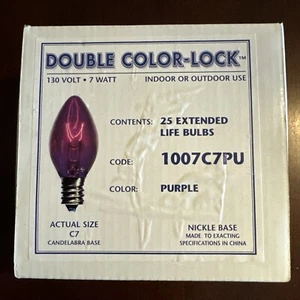 DOUBLE COLOR-LOCK™
130 VOLT • 7 WATT INDOOR OR OUTDOOR USE
CONTENTS: 25 EXTENDED
LIFE BULBS
CODE: 1007C7PU
COLOR: PURPLE
ACTUAL SIZE
C7
CANDELABRA BASE
NICKLE BASE
MADE TO EXACTING
SPECIFICATIONS IN CHINA